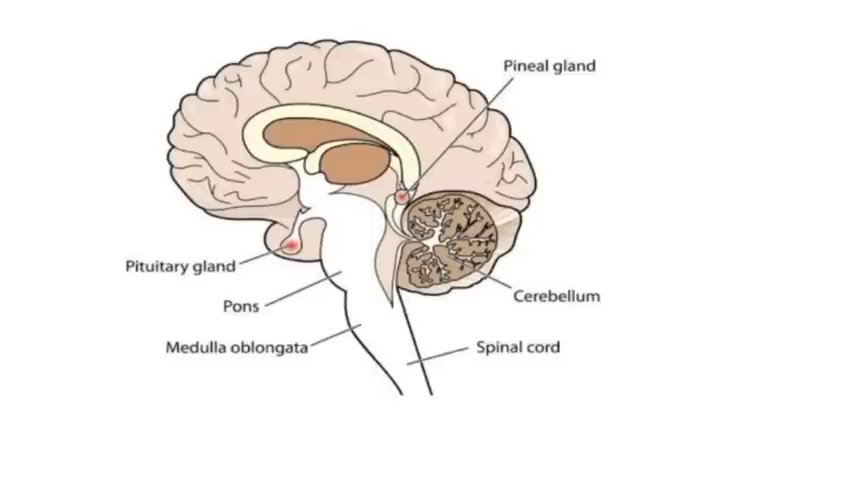 Pineal gland
Pituitary gland
Pons
Cerebellum
Medulla oblongata
Spinal cord